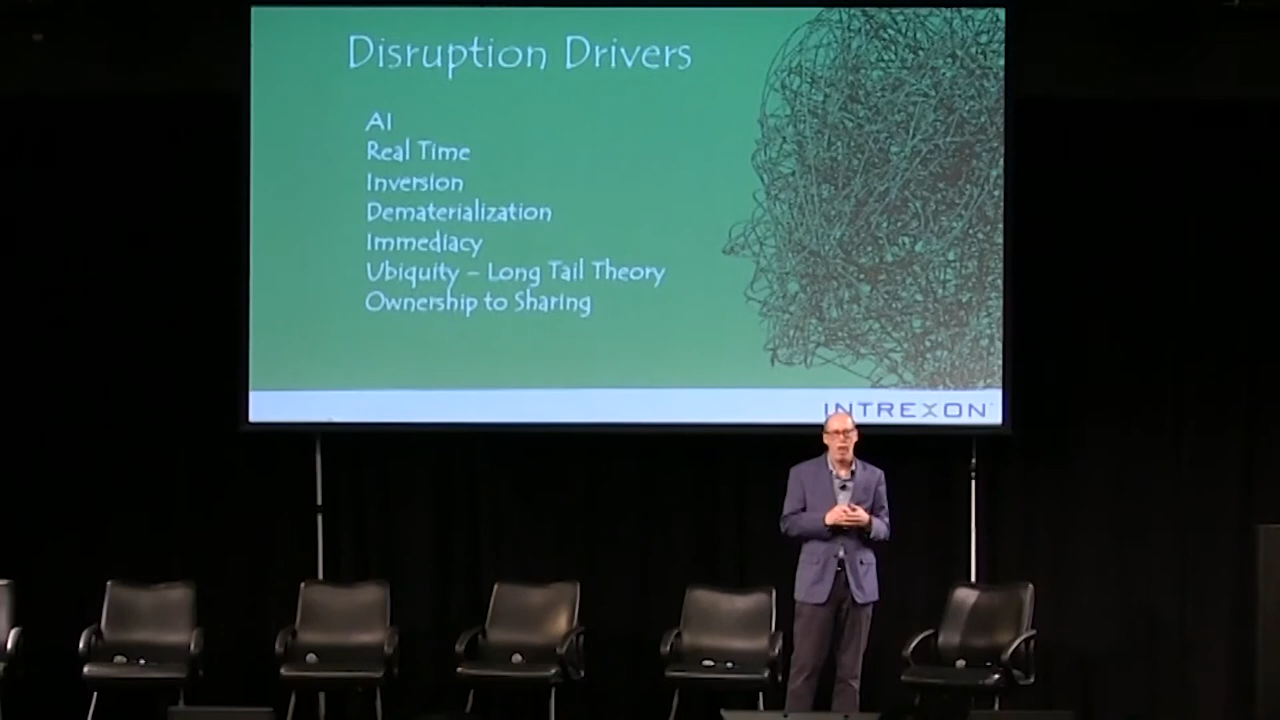 Disruption Drivers
AI
Real Time
Inversion
Dematerialization
Immediacy
Ubiquity – Long Tail Theory
Ownership to Sharing
INTREXON